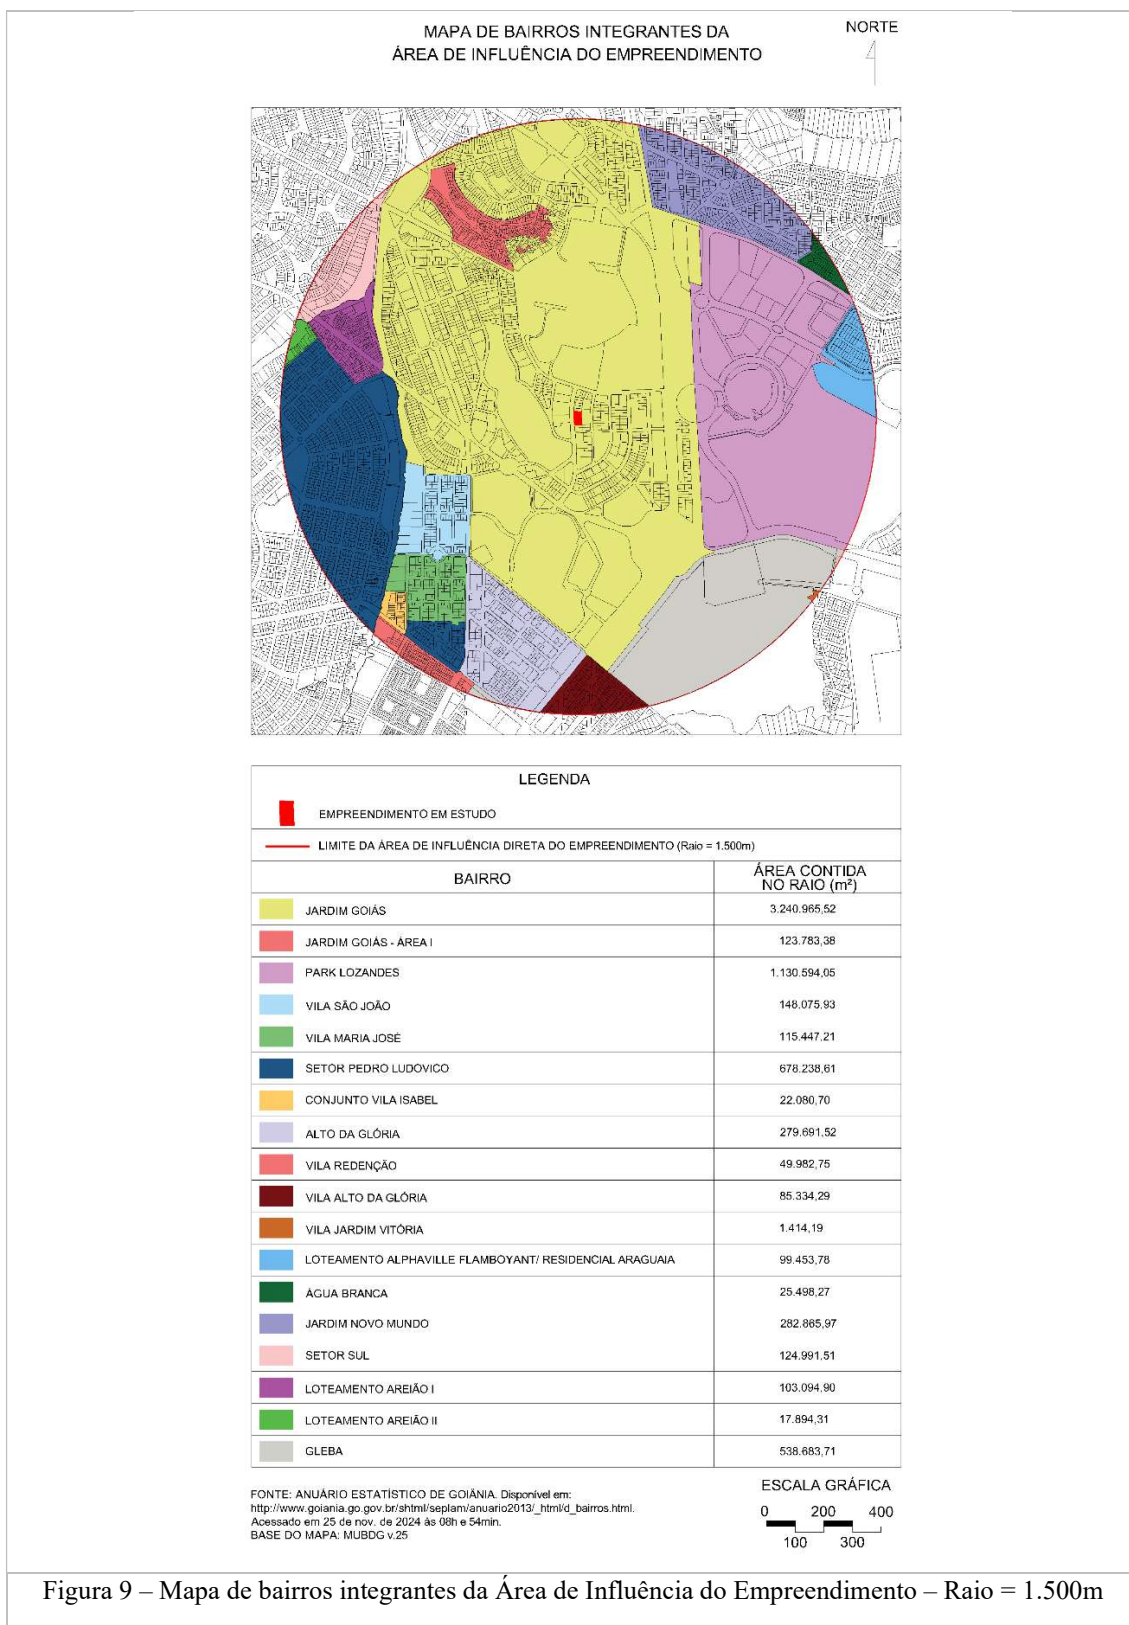 MAPA DE BAIRROS INTEGRANTES DA
ÁREA DE INFLUÊNCIA DO EMPREENDIMENTO
NORTE
LEGENDA
EMPREENDIMENTO EM ESTUDO
LIMITE DA ÁREA DE INFLUÊNCIA DIRETA DO EMPREENDIMENTO (Raio = 1.500m)
BAIRRO ÁREA CONTIDA
NO RAIO (m²)
JARDIM GOIÁS 3.240.965,52
JARDIM GOIÁS - ÁREA I 123.783,38
PARK LOZANDES 1.130.594,05
VILA SÃO JOÃO 148.075,93
VILA MARIA JOSÉ 115.447,21
SETOR PEDRO LUDOVICO 678.238,61
CONJUNTO VILA ISABEL 22.080,70
ALTO DA GLÓRIA 279.691,52
VILA REDENÇÃO 49.982,75
VILA ALTO DA GLÓRIA 85.334,29
VILA JARDIM VITÓRIA 1.414,19
LOTEAMENTO ALPHAVILLE FLAMBOYANT/ RESIDENCIAL ARAGUAIA 99.453,78
ÁGUA BRANCA 25.498,27
JARDIM NOVO MUNDO 282.865,97
SETOR SUL 124.991,51
LOTEAMENTO AREIÃO I 103.094,90
LOTEAMENTO AREIÃO II 17.894,31
GLEBA 538.683,71
FONTE: ANUÁRIO ESTATÍSTICO DE GOIÂNIA. Disponível em:
http://www.goiania.go.gov.br/shtml/seplam/anuario2013/_html/d_bairros.html.
Acessado em 25 de nov. de 2024 às 08h e 54min.
BASE DO MAPA: MUBDG v.25
ESCALA GRÁFICA
0 200 400
100 300
Figura 9 – Mapa de bairros integrantes da Área de Influência do Empreendimento – Raio = 1.500m